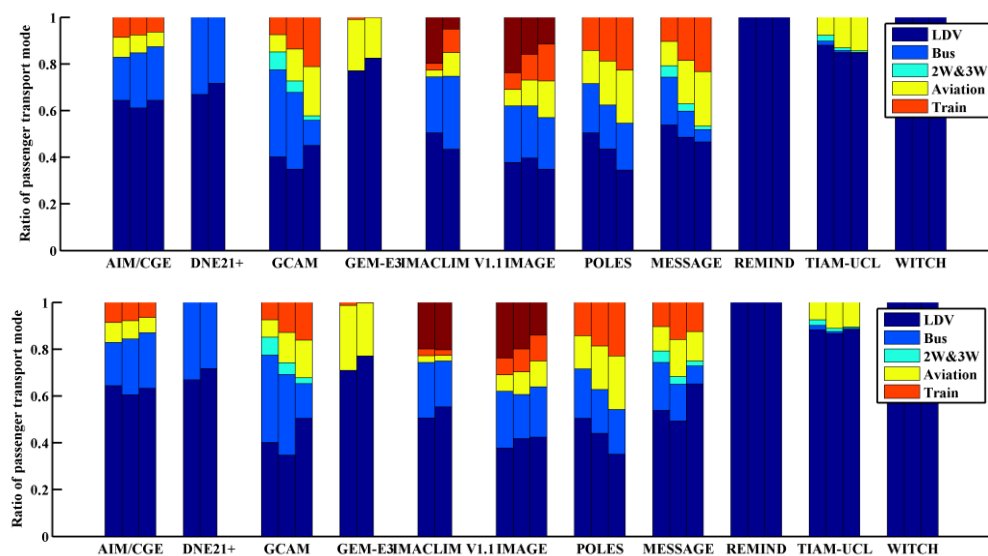 Ratio of passenger transport mode
1
0.8
0.6
0.4
0.2
0
LDV
Bus
2W&3W
Aviation
Train
AIM/CGE DNE21+ GCAM GEM-E3 IMACLIM V1.1 IMAGE POLES MESSAGE REMIND TIAM-UCL WITCH
Ratio of passenger transport mode
1
0.8
0.6
0.4
0.2
0
LDV
Bus
2W&3W
Aviation
Train
AIM/CGE DNE21+ GCAM GEM-E3 IMACLIM V1.1 IMAGE POLES MESSAGE REMIND TIAM-UCL WITCH